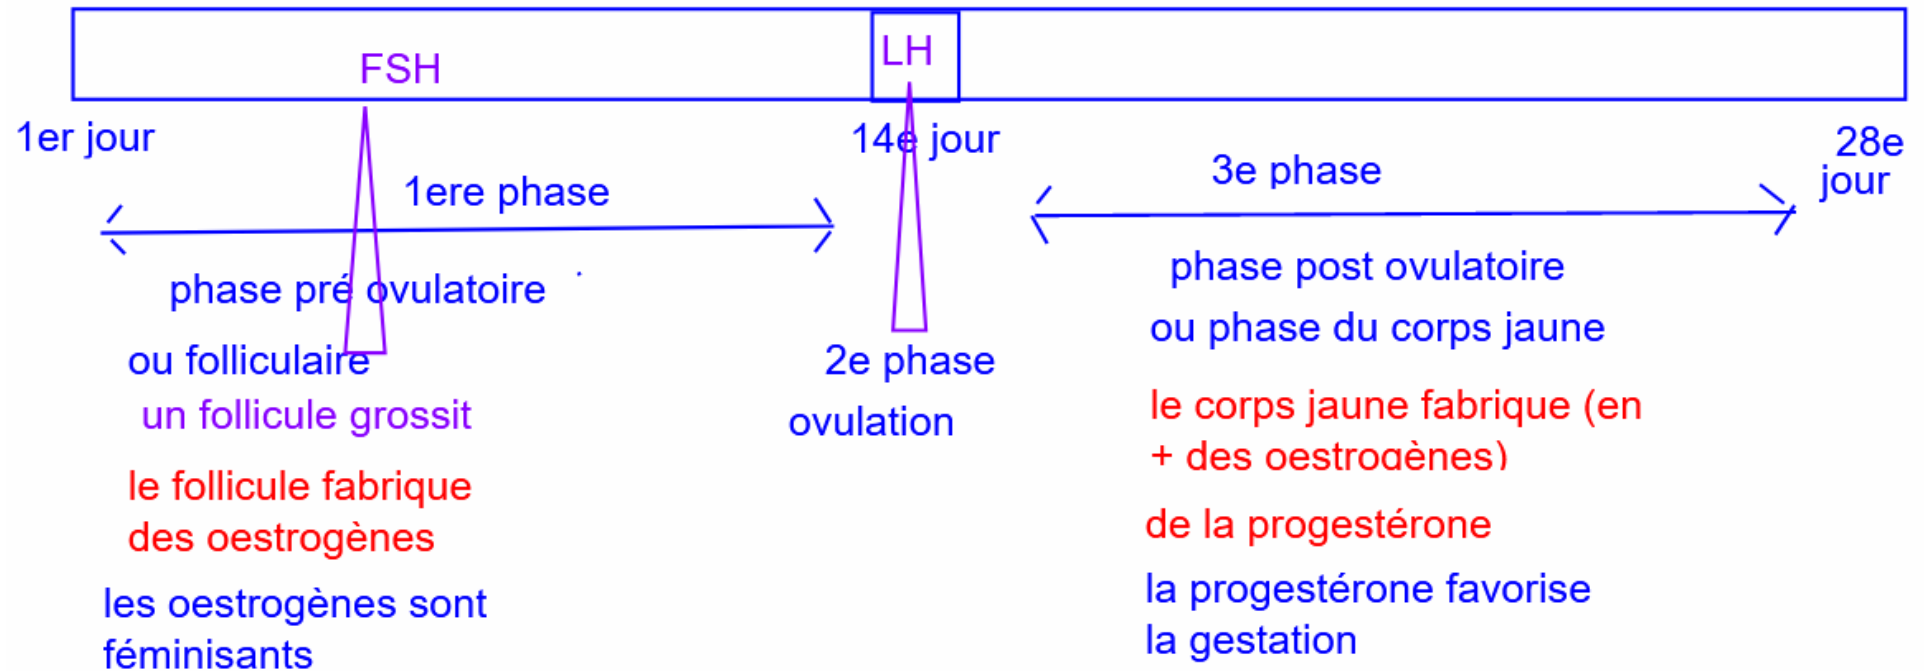 FSH
LH
1er jour
14e jour
28e
jour
1ere phase
3e phase
phase pré ovulatoire
ou folliculaire
un follicule grossit
le follicule fabrique
des oestrogènes
les oestrogènes sont
féminisants
2e phase
ovulation
phase post ovulatoire
ou phase du corps jaune
le corps jaune fabrique (en
+ des oestrogènes)
de la progestérone
la progestérone favorise
la gestation